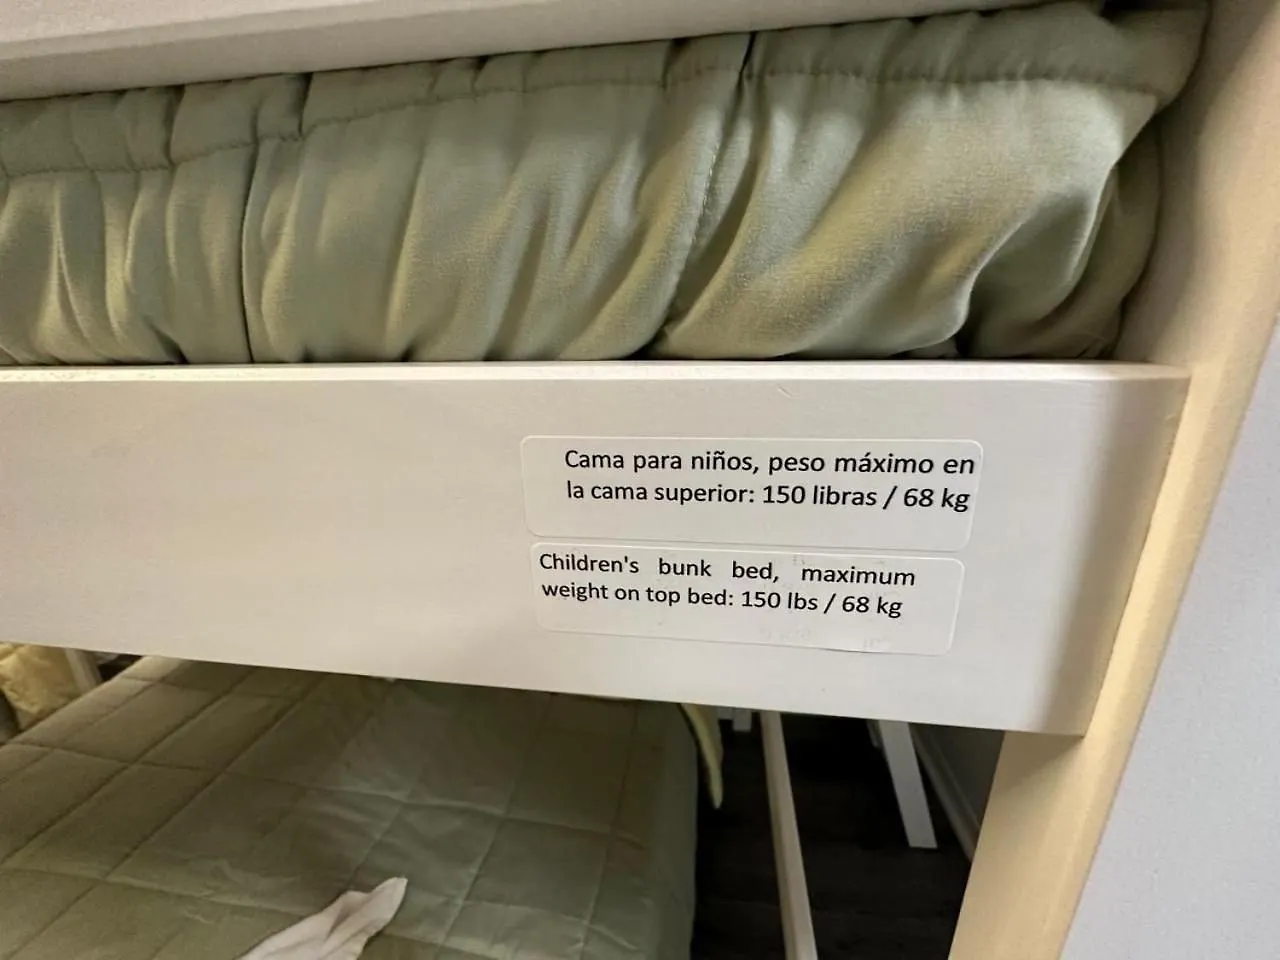 Cama para niños, peso máximo en
la cama superior: 150 libras / 68 kg
Children's bunk bed, maximum
weight on top bed: 150 lbs / 68 kg